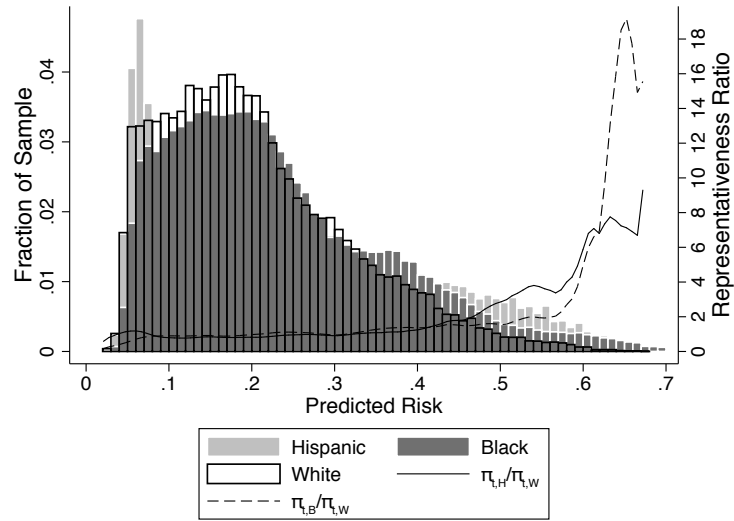 18
16
14
12
10
8
6
4
2
0
Representativeness Ratio
.04
.03
.02
.01
0
Fraction of Sample
0 .1 .2 .3 .4 .5 .6 .7
Predicted Risk
Hispanic Black
White π_{t,H}/π_{t,W}
π_{t,B}/π_{t,W}